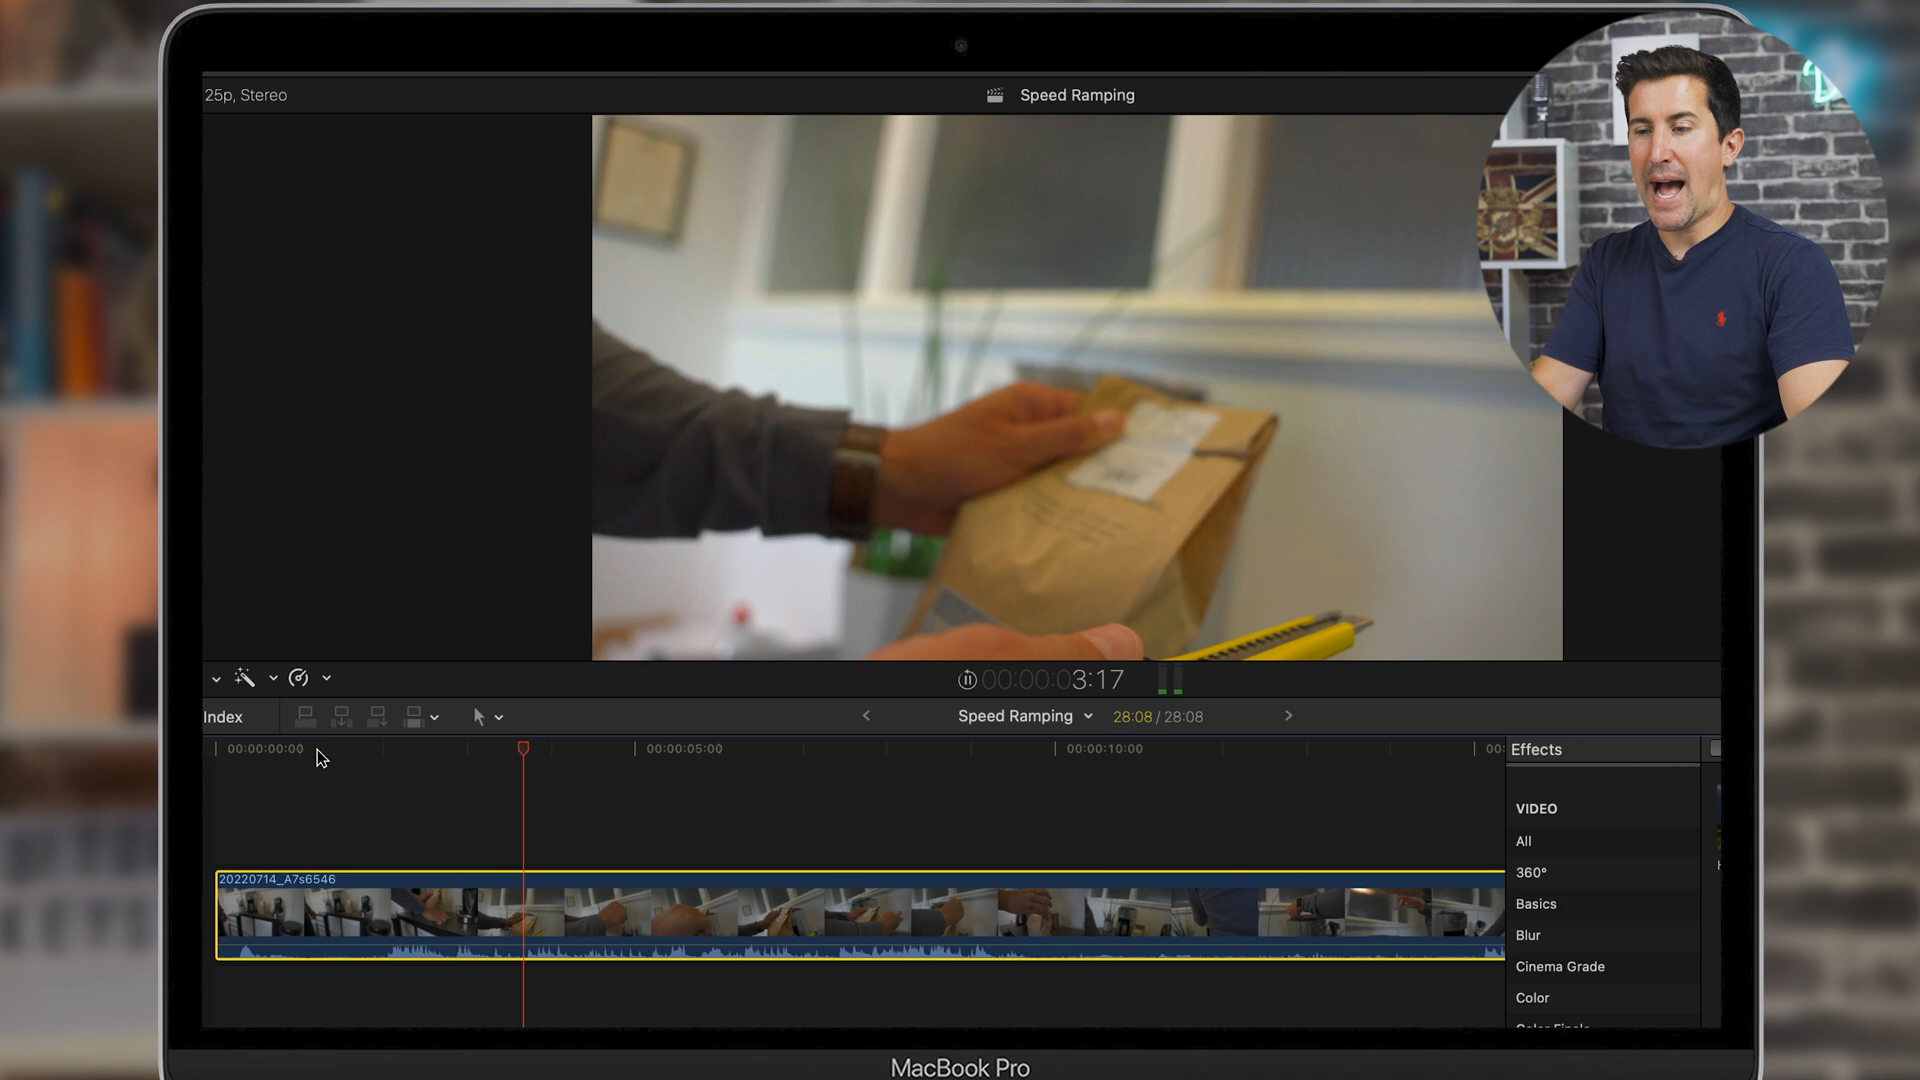 25p, Stereo
Speed Ramping
00:00:03:17
Index
Speed Ramping
28:08 / 28:08
00:00:00:00
00:00:05:00
00:00:10:00
00:
Effects
20220714_A7s6546
VIDEO
All
360°
Basics
Blur
Cinema Grade
Color
MacBook Pro